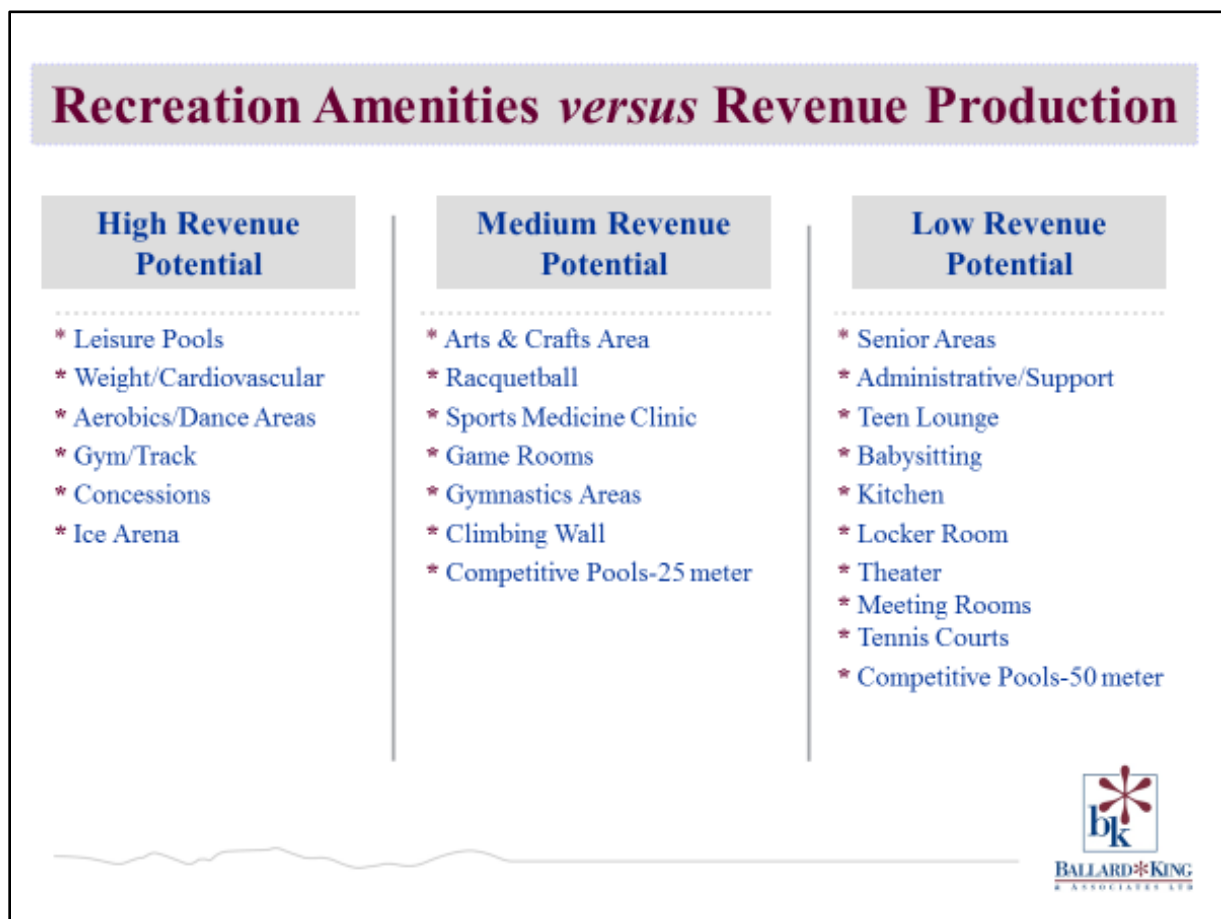 Recreation Amenities versus Revenue Production
High Revenue
Potential
* Leisure Pools
* Weight/Cardiovascular
* Aerobics/Dance Areas
* Gym/Track
* Concessions
* Ice Arena
Medium Revenue
Potential
* Arts & Crafts Area
* Racquetball
* Sports Medicine Clinic
* Game Rooms
* Gymnastics Areas
* Climbing Wall
* Competitive Pools-25 meter
Low Revenue
Potential
* Senior Areas
* Administrative/Support
* Teen Lounge
* Babysitting
* Kitchen
* Locker Room
* Theater
* Meeting Rooms
* Tennis Courts
* Competitive Pools-50 meter
bk
BALLARD*KING
& ASSOCIATES LTD